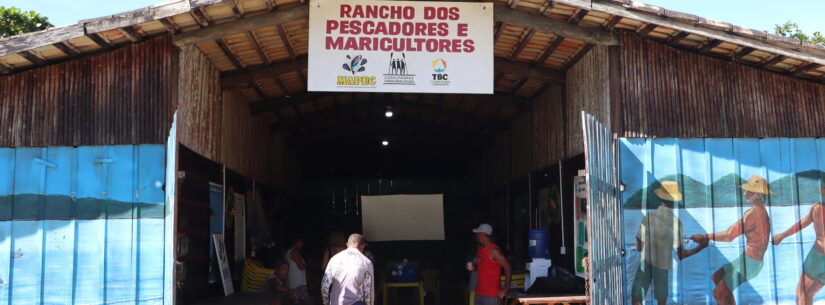 RANCHO DOS
PESCADORES E
MARICULTORES
MAPEC
TBC